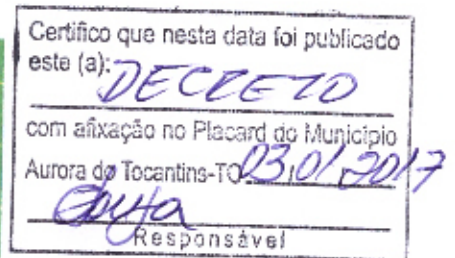 Certifico que nesta data foi publicado
este (a): DECRETO
com afixação no Placard do Municipio
Aurora do Tocantins-TO 03/01/2017
Responsável